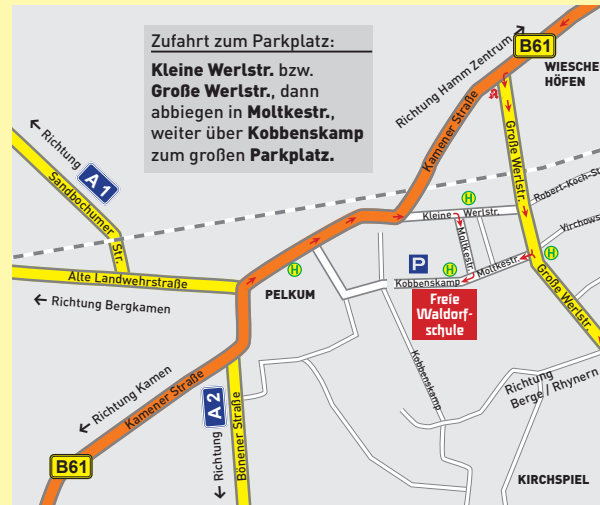 Zufahrt zum Parkplatz:
Kleine Werlstr. bzw.
Große Werlstr., dann
abbiegen in Moltkestr.,
weiter über Kobbenskamp
zum großen Parkplatz.
Richtung Hamm Zentrum
B61
WIESCHER
HÖFEN
Kamener Straße
Große Werlstr.
Richtung
A 1
Sandbochumer
Str.
Robert-Koch-St
H
Kleine Werlstr.
Virchows
Moltkestr.
H
H
H
P
Moltkestr.
Kobbenskamp
Große Werlstr.
Alte Landwehrstraße
PELKUM
Freie
Waldorf-
schule
Richtung Bergkamen
Kobbenskamp
Richtung
Berge / Rhynern
Richtung Kamen
Kamener Straße
A 2
Richtung
Bönener Straße
B61
KIRCHSPIEL